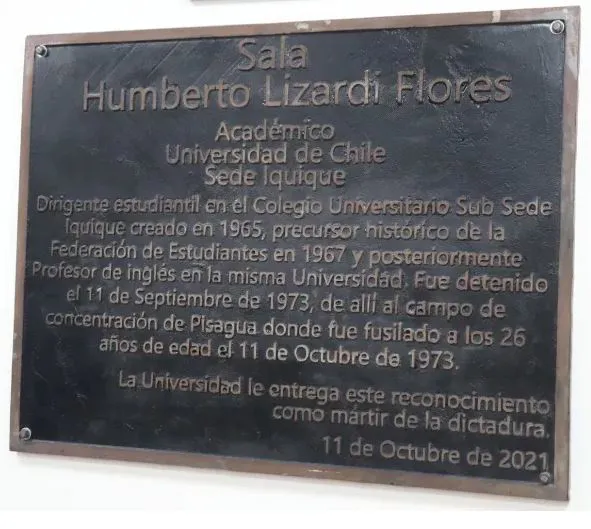 Sala
Humberto Lizardi Flores
Académico
Universidad de Chile
Sede Iquique
Dirigente estudiantil en el Colegio Universitario Sub Sede
Iquique creado en 1965, precursor histórico de la
Federación de Estudiantes en 1967 y posteriormente
Profesor de inglés en la misma Universidad. Fue detenido
el 11 de Septiembre de 1973, de allí al campo de
concentración de Pisagua donde fue fusilado a los 26
años de edad el 11 de Octubre de 1973.
La Universidad le entrega este reconocimiento
como mártir de la dictadura.
11 de Octubre de 2021